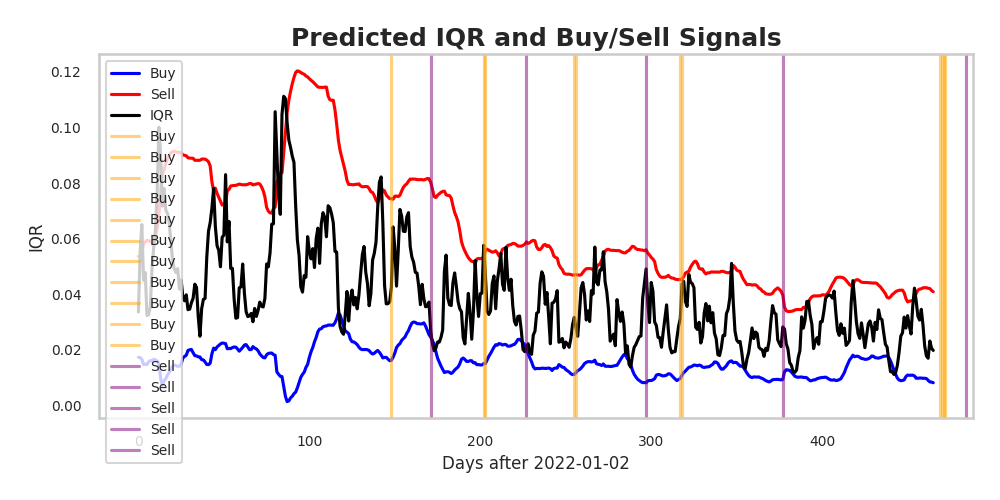 Predicted IQR and Buy/Sell Signals
0.12
0.10
0.08
0.06
0.04
0.02
0.00
IQR
Buy
Sell
IQR
Buy
Buy
Buy
Buy
Buy
Buy
Buy
Buy
Buy
Buy
Buy
Sell
Sell
Sell
Sell
Sell
0 100 200 300 400
Days after 2022-01-02